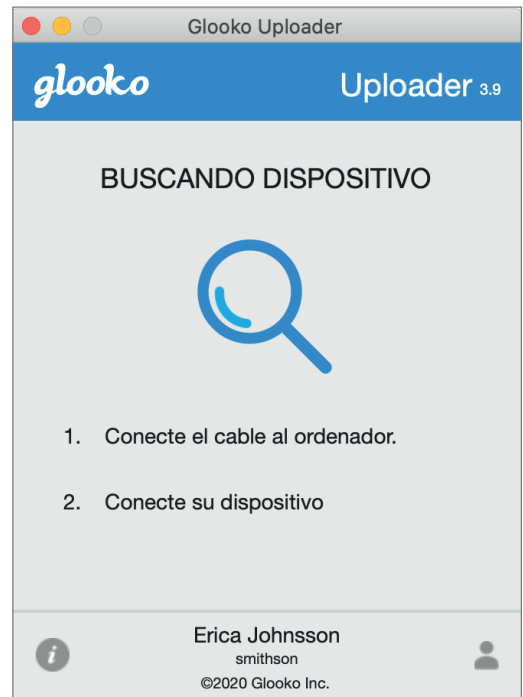 Glooko Uploader
glooko
Uploader 3.9
BUSCANDO DISPOSITIVO
1. Conecte el cable al ordenador.
2. Conecte su dispositivo
i
Erica Johnsson
smithson
©2020 Glooko Inc.